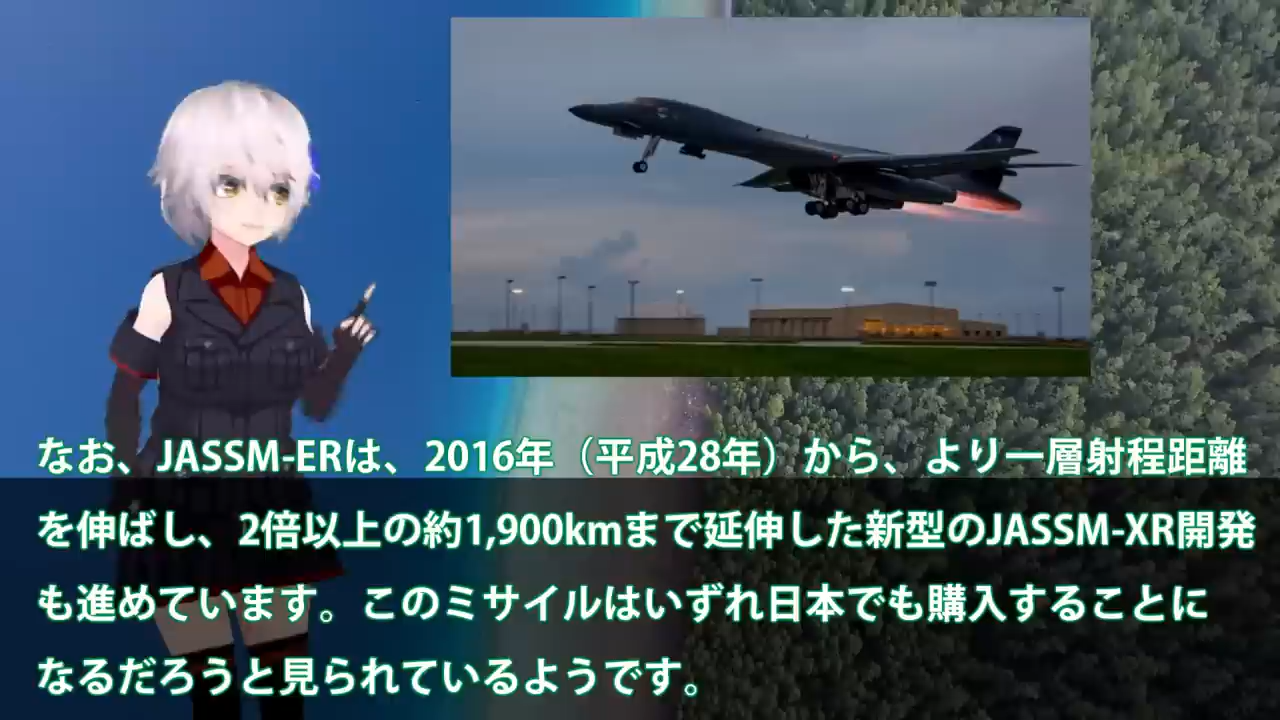 なお、JASSM-ERは、2016年（平成28年）から、より一層射程距離
を伸ばし、2倍以上の約1,900kmまで延伸した新型のJASSM-XR開発
も進めています。このミサイルはいずれ日本でも購入することに
なるだろうと見られているようです。